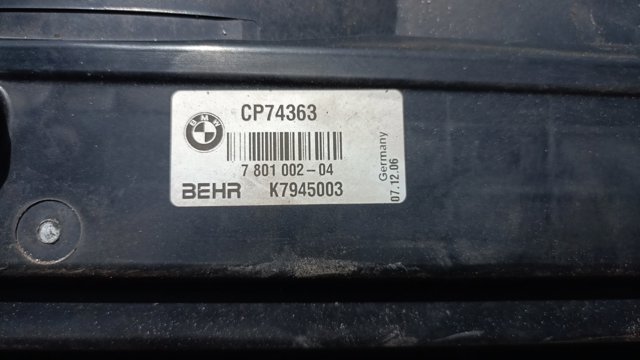 BMW
CP74363
7 801 002-04
BEHR K7945003
Germany
07.12.06